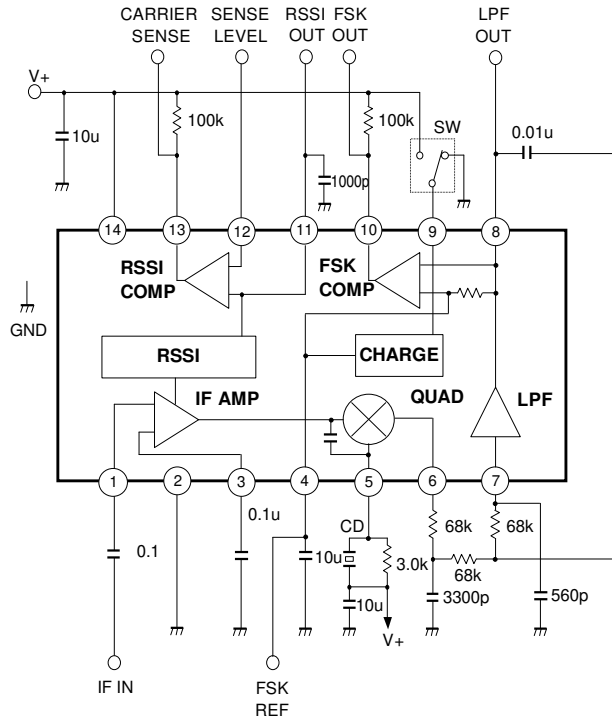 CARRIER SENSE RSSI FSK LPF
SENSE LEVEL OUT OUT OUT
V+
SW
10u 100k 100k 0.01u
1000p
14 13 12 11 10 9 8
RSSI COMP
FSK COMP
GND
RSSI CHARGE
IF AMP QUAD LPF
1 2 3 4 5 6 7
0.1 0.1u 10u CD 3.0k 68k 68k
68k
10u 3300p 560p
V+
IF IN
FSK REF